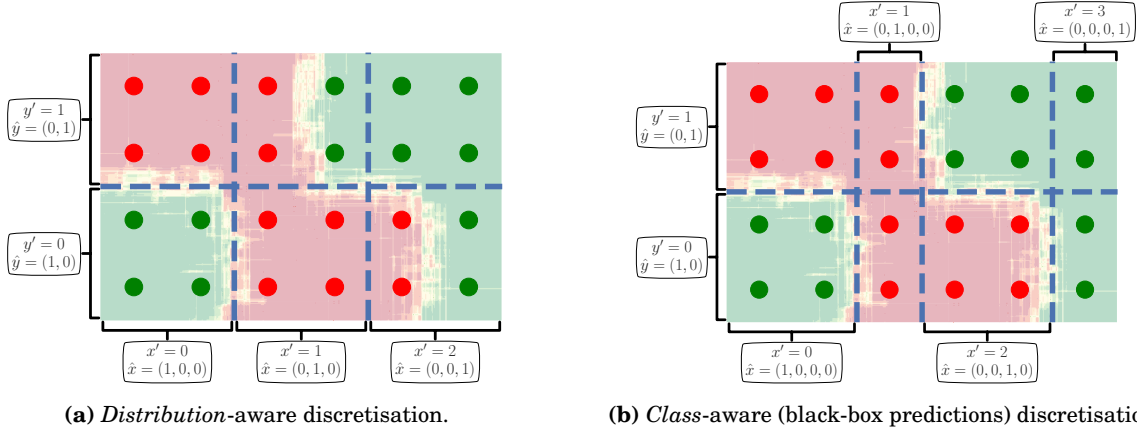 y′ = 1
ŷ = (0, 1)
y′ = 0
ŷ = (1, 0)
x′ = 0
x̂ = (1, 0, 0)
x′ = 1
x̂ = (0, 1, 0)
x′ = 2
x̂ = (0, 0, 1)
(a) Distribution-aware discretisation.
x′ = 1
x̂ = (0, 1, 0, 0)
x′ = 3
x̂ = (0, 0, 0, 1)
y′ = 1
ŷ = (0, 1)
y′ = 0
ŷ = (1, 0)
x′ = 0
x̂ = (1, 0, 0, 0)
x′ = 2
x̂ = (0, 0, 1, 0)
(b) Class-aware (black-box predictions) discretisatio